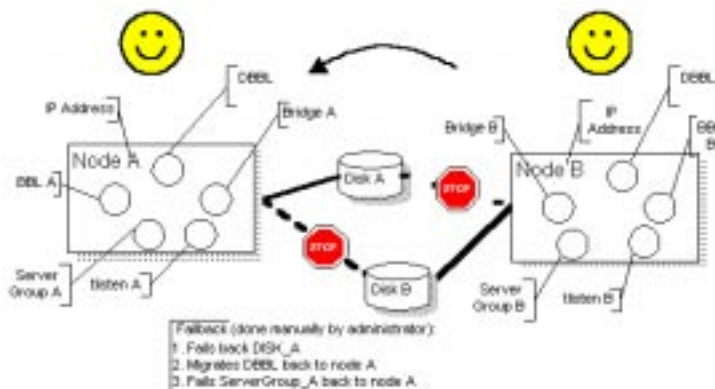 DBBL
IP Address
Bridge A
Node A
BBL A
Server
Group A
tlisten A
Disk A
STOP
STOP
Disk B
DBBL
IP
Address
Bridge B
BBL
B
Node B
Server
Group B
tlisten B
Failback (done manually by administrator):
1. Fails back DISK_A
2. Migrates DBBL back to node A
3. Fails ServerGroup_A back to node A